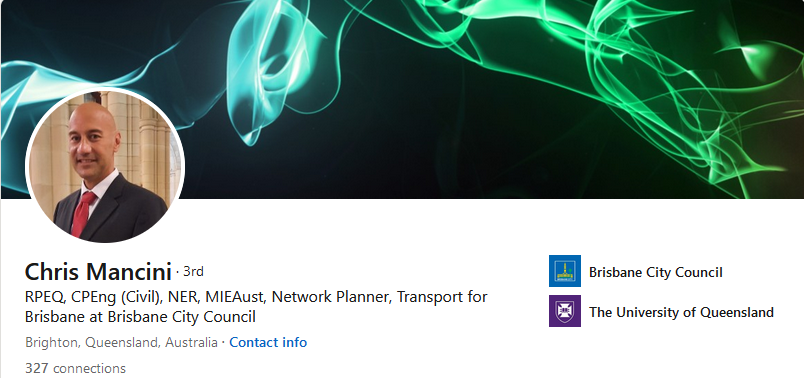 Chris Mancini · 3rd
RPEQ, CPEng (Civil), NER, MIEAust, Network Planner, Transport for
Brisbane at Brisbane City Council
Brighton, Queensland, Australia · Contact info
327 connections
Brisbane City Council
The University of Queensland